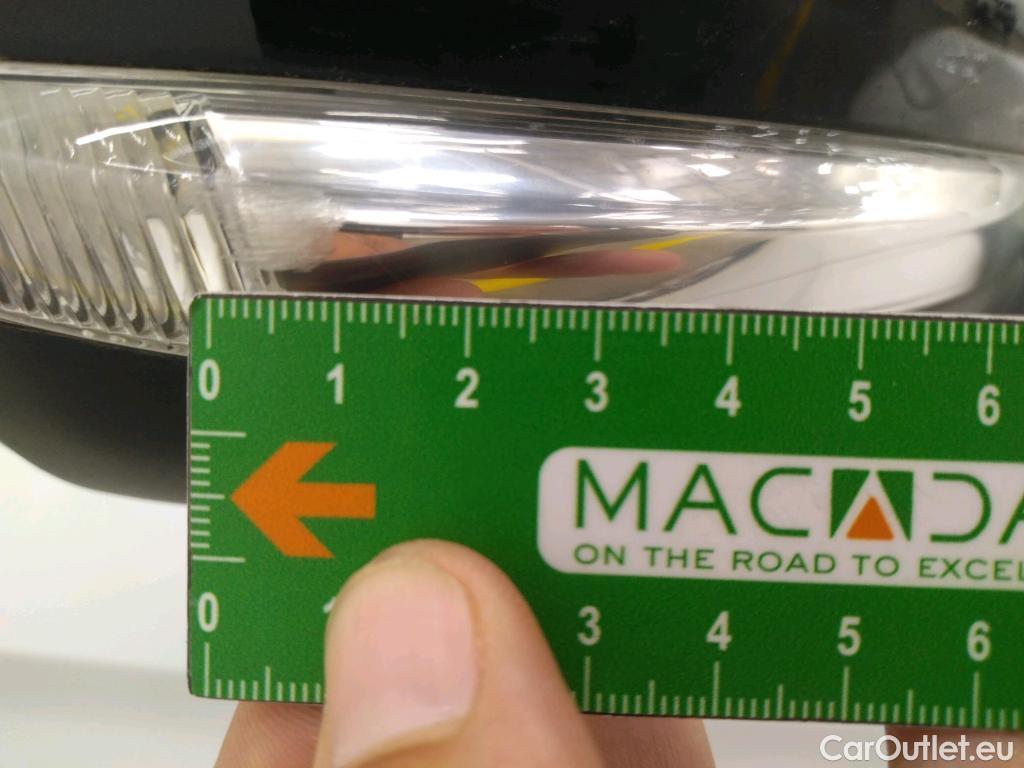 0 1 2 3 4 5 6
MACADA
ON THE ROAD TO EXCEL
0 1 3 4 5 6
CarOutlet.eu